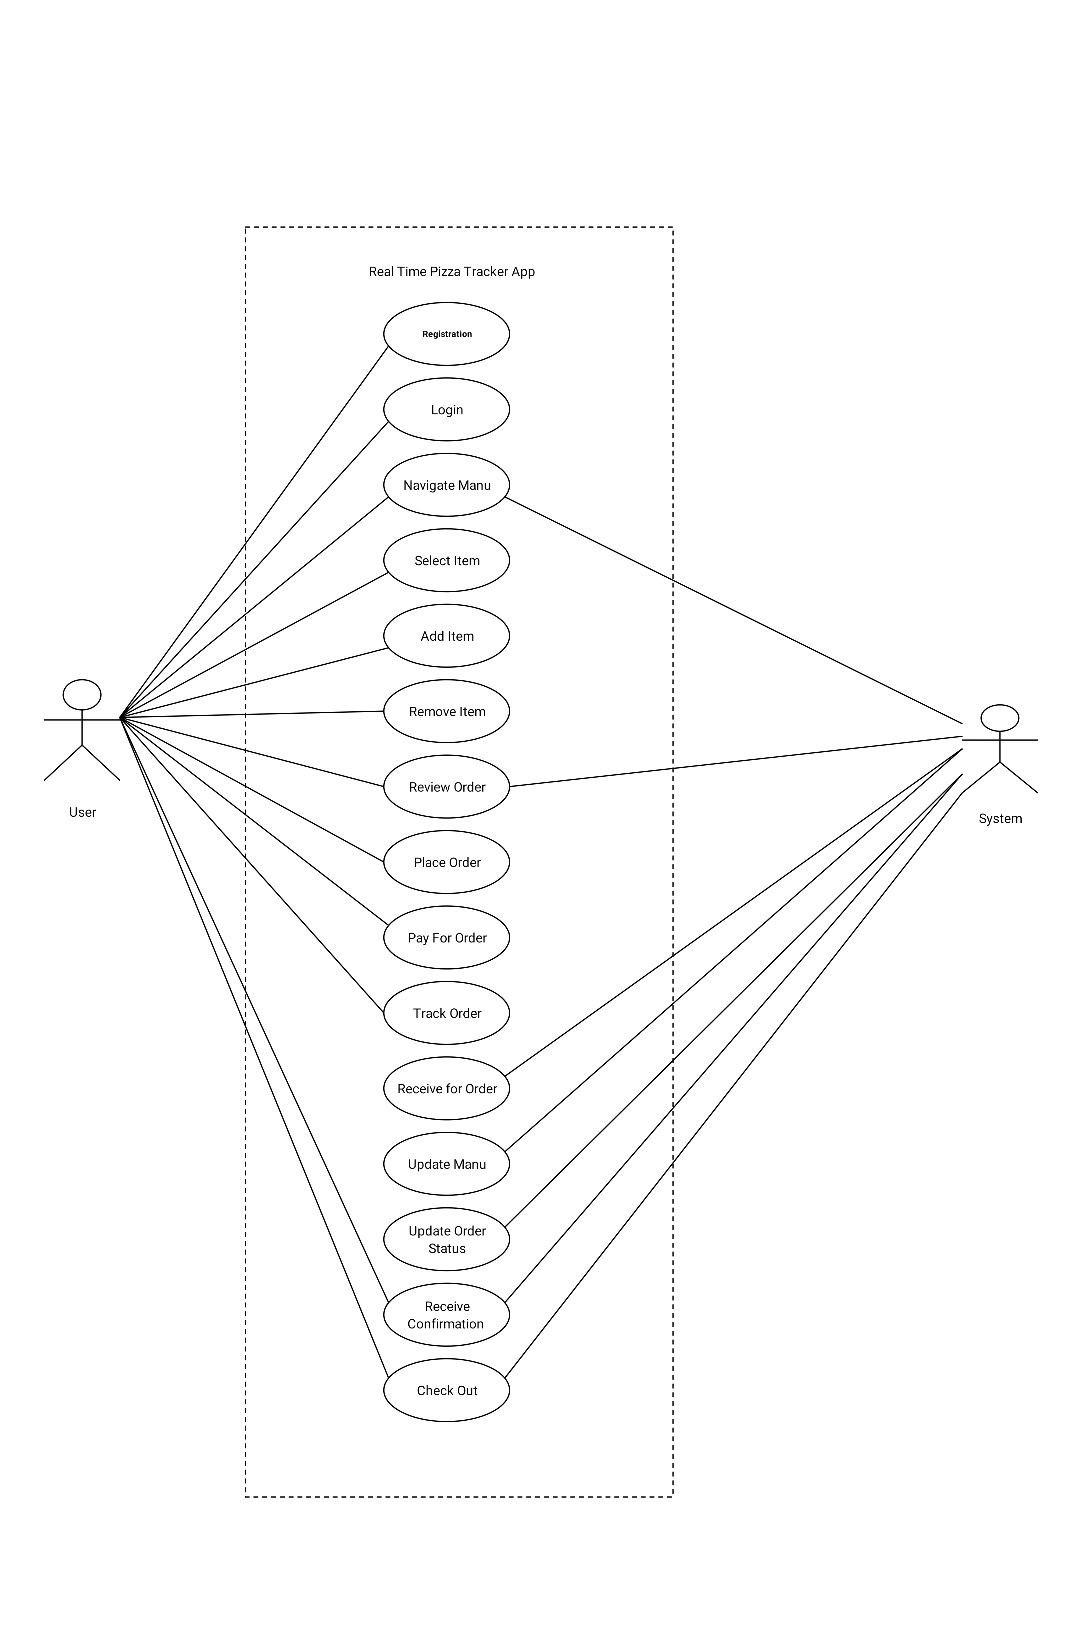 Real Time Pizza Tracker App
Registration
Login
Navigate Manu
Select Item
Add Item
Remove Item
Review Order
Place Order
Pay For Order
Track Order
Receive for Order
Update Manu
Update Order
Status
Receive
Confirmation
Check Out
User
System